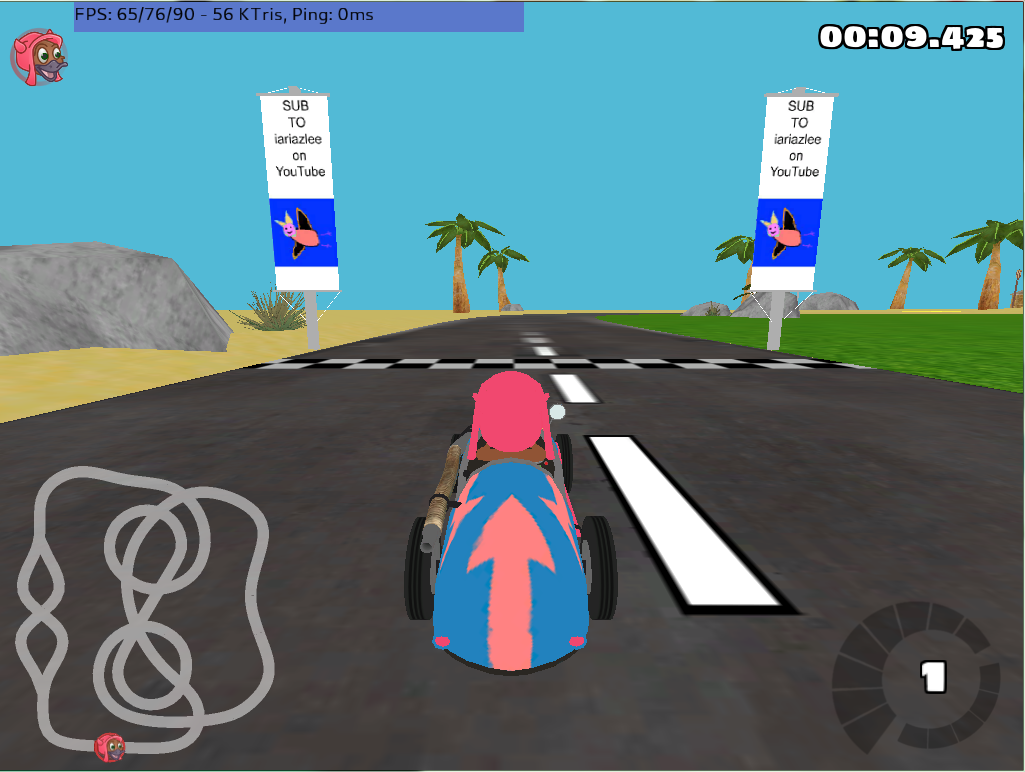 FPS: 65/76/90 - 56 KTris, Ping: 0ms
00:09.425
SUB
TO
iariazlee
on
YouTube
SUB
TO
iariazlee
on
YouTube
1